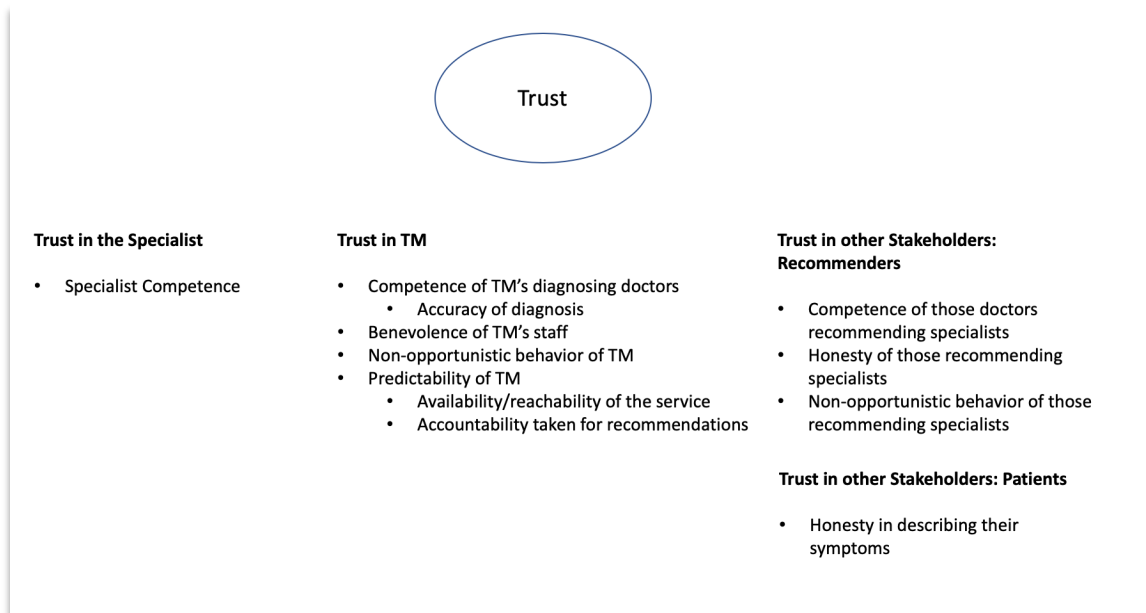 Trust
Trust in the Specialist
• Specialist Competence
Trust in TM
• Competence of TM's diagnosing doctors
• Accuracy of diagnosis
• Benevolence of TM's staff
• Non-opportunistic behavior of TM
• Predictability of TM
• Availability/reachability of the service
• Accountability taken for recommendations
Trust in other Stakeholders:
Recommenders
• Competence of those doctors
recommending specialists
• Honesty of those recommending
specialists
• Non-opportunistic behavior of those
recommending specialists
Trust in other Stakeholders: Patients
• Honesty in describing their
symptoms